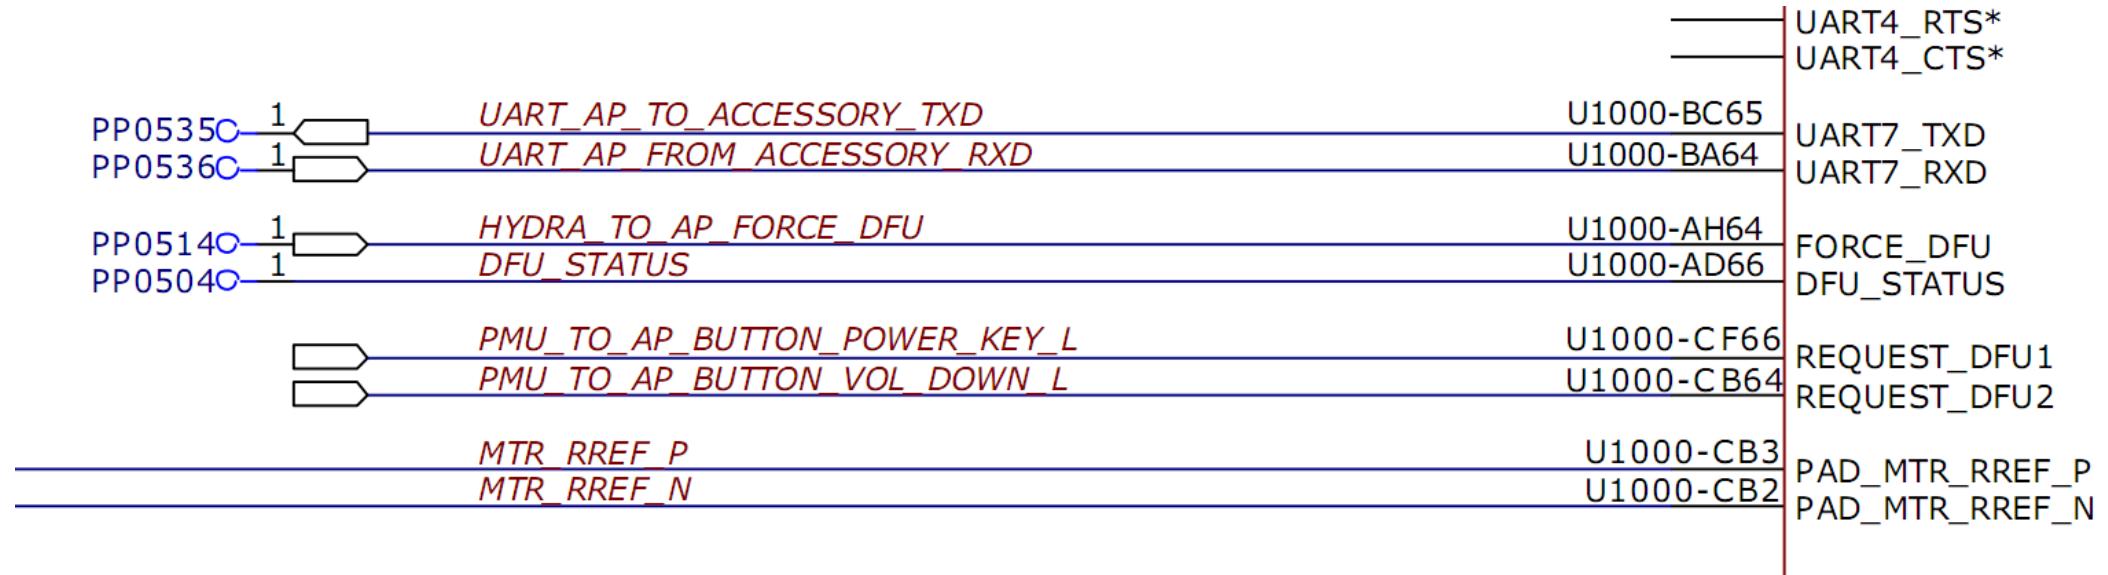 UART4_RTS*
UART4_CTS*
PP0535 1 UART_AP_TO_ACCESSORY_TXD U1000-BC65 UART7_TXD
PP0536 1 UART_AP_FROM_ACCESSORY_RXD U1000-BA64 UART7_RXD
PP0514 1 HYDRA_TO_AP_FORCE_DFU U1000-AH64 FORCE_DFU
PP0504 1 DFU_STATUS U1000-AD66 DFU_STATUS
PMU_TO_AP_BUTTON_POWER_KEY_L U1000-CF66 REQUEST_DFU1
PMU_TO_AP_BUTTON_VOL_DOWN_L U1000-CB64 REQUEST_DFU2
MTR_RREF_P U1000-CB3 PAD_MTR_RREF_P
MTR_RREF_N U1000-CB2 PAD_MTR_RREF_N